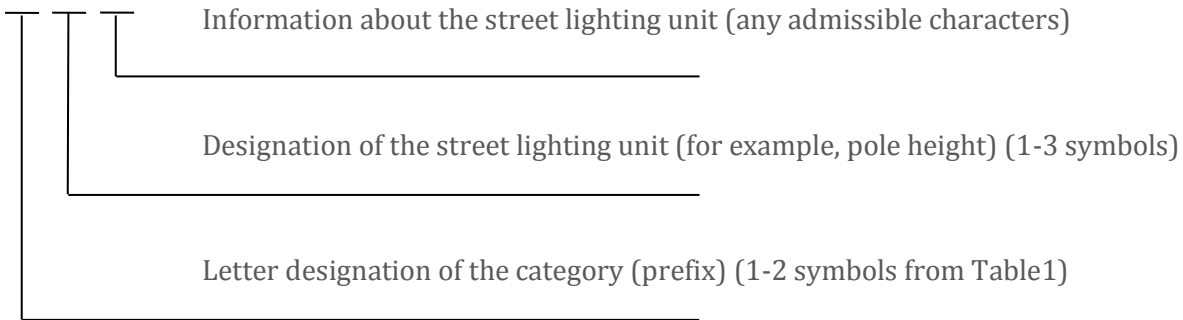 Information about the street lighting unit (any admissible characters)
Designation of the street lighting unit (for example, pole height) (1-3 symbols)
Letter designation of the category (prefix) (1-2 symbols from Table1)